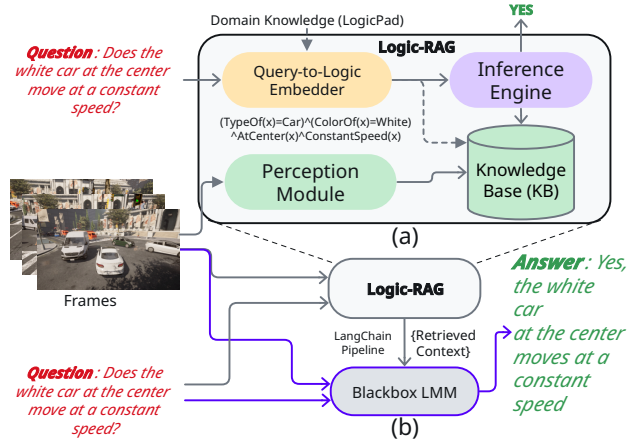 YES
Domain Knowledge (LogicPad)
Logic-RAG
Question: Does the
white car at the center
move at a constant
speed?
Query-to-Logic
Embedder
Inference
Engine
(TypeOf(x)=Car)^(ColorOf(x)=White)
^AtCenter(x)^ConstantSpeed(x)
Perception
Module
Knowledge
Base (KB)
(a)
Frames
Logic-RAG
LangChain
Pipeline
{Retrieved
Context}
Answer: Yes,
the white
car
at the center
moves at a
constant
speed
Question: Does the
white car at the center
move at a constant
speed?
Blackbox LMM
(b)